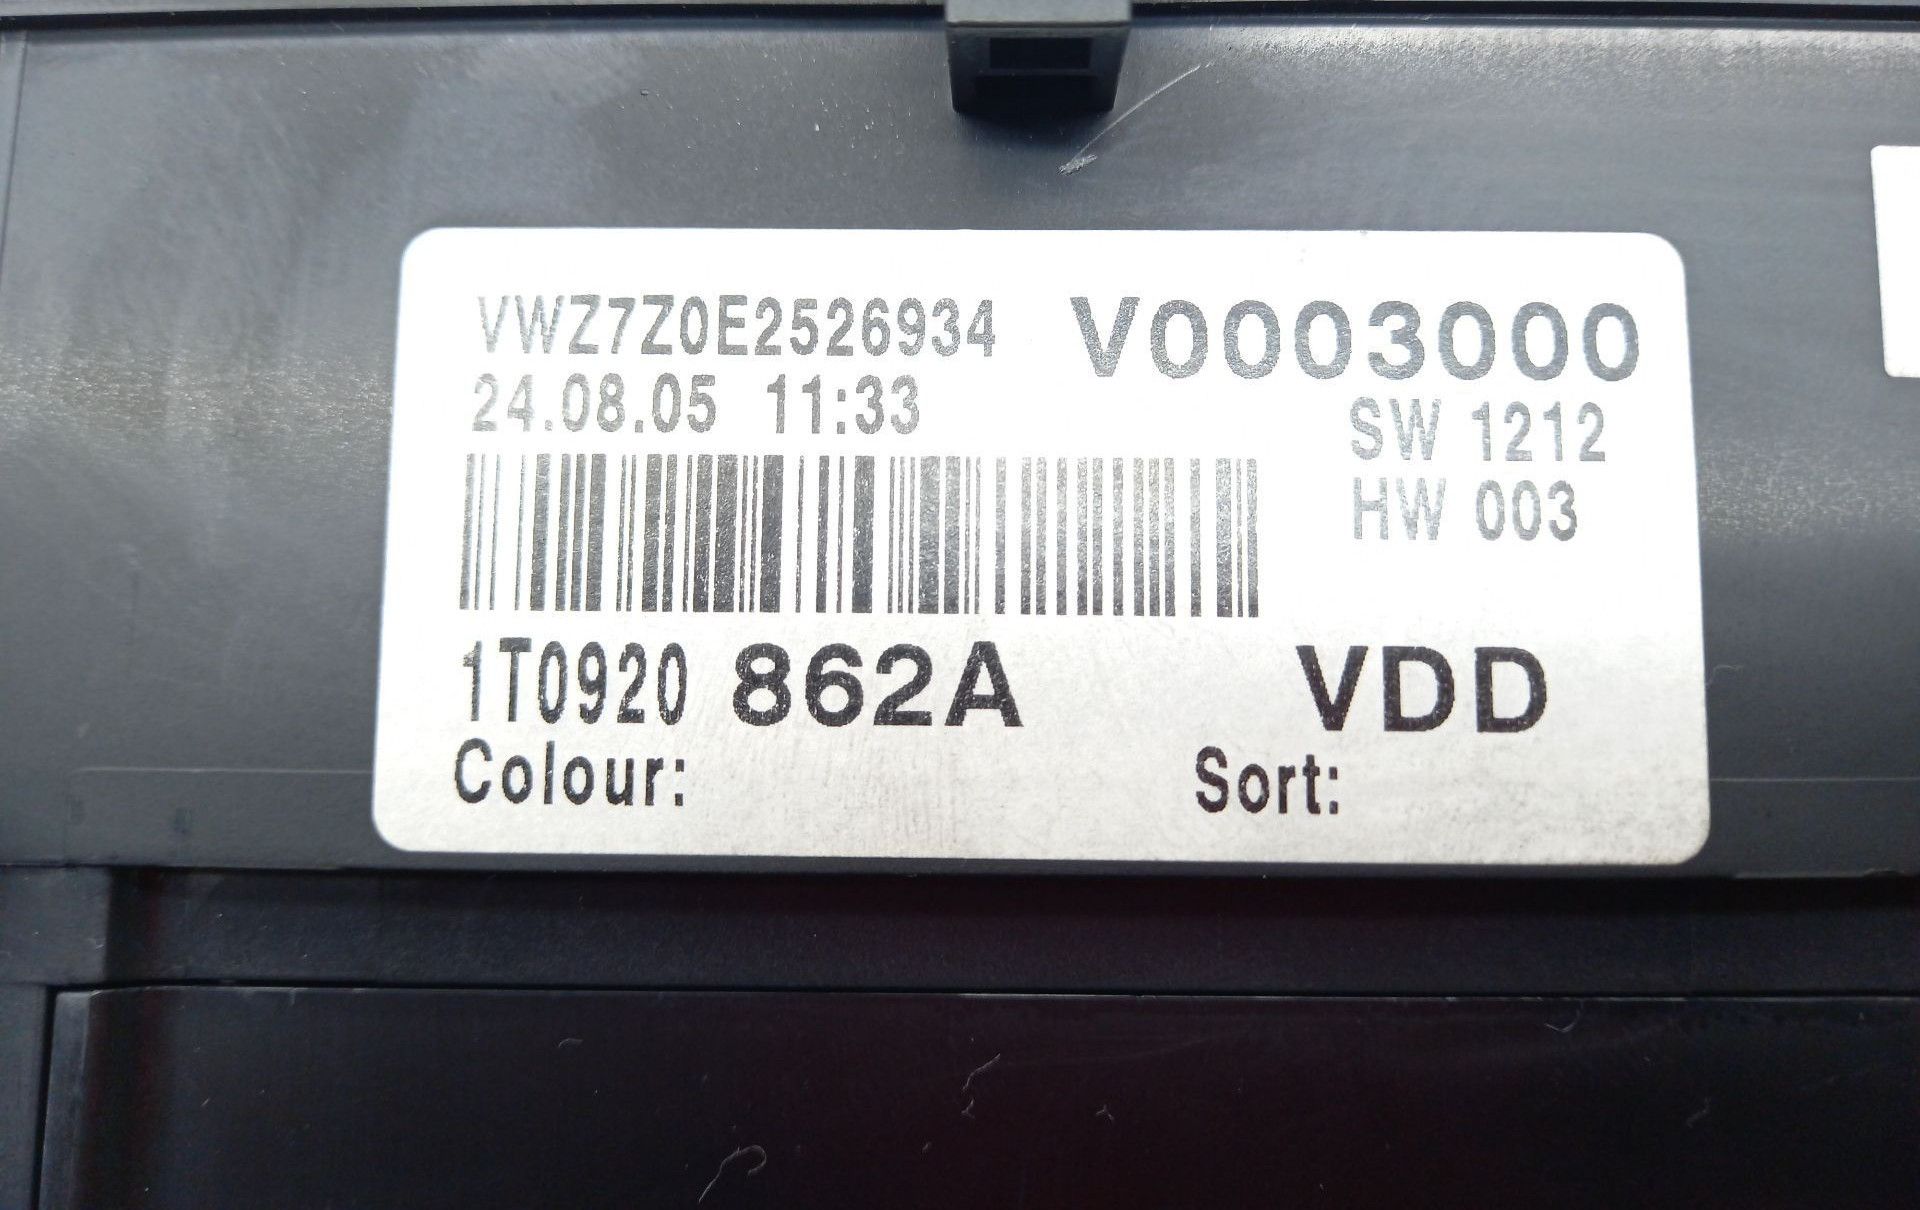 VWZ7Z0E2526934 V0003000
24.08.05 11:33 SW 1212
HW 003
1T0920 862A VDD
Colour: Sort: